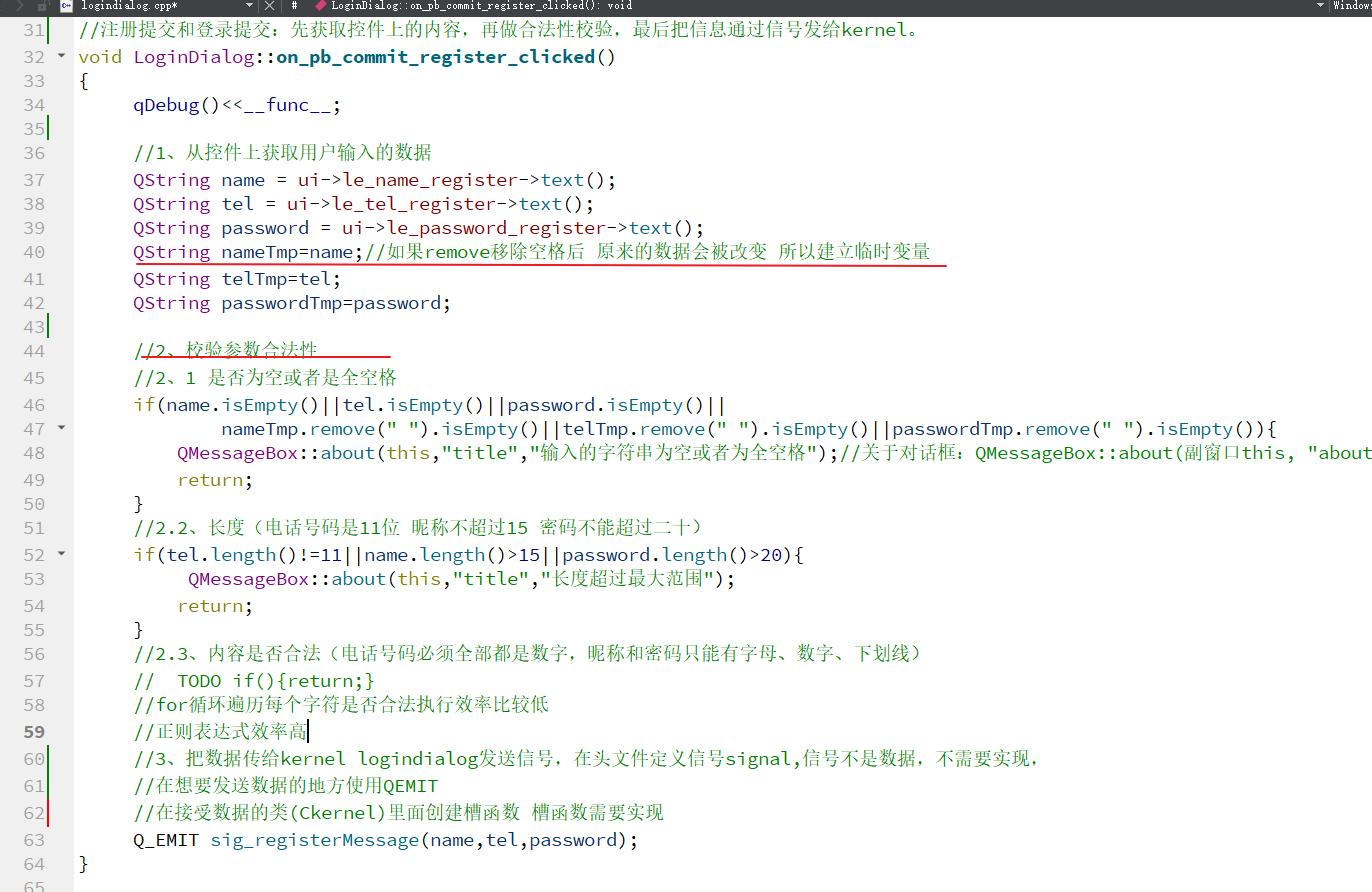 logindialog.cpp*
#
LoginDialog::on_pb_commit_register_clicked(): void
Window
31 //注册提交和登录提交：先获取控件上的内容，再做合法性校验，最后把信息通过信号发给kernel。
32 void LoginDialog::on_pb_commit_register_clicked()
33 {
34 qDebug()<<__func__;
35
36 //1、从控件上获取用户输入的数据
37 QString name = ui->le_name_register->text();
38 QString tel = ui->le_tel_register->text();
39 QString password = ui->le_password_register->text();
40 QString nameTmp=name;//如果remove移除空格后 原来的数据会被改变 所以建立临时变量
41 QString telTmp=tel;
42 QString passwordTmp=password;
43
44 //2、校验参数合法性
45 //2、1 是否为空或者是全空格
46 if(name.isEmpty()||tel.isEmpty()||password.isEmpty()||
47 nameTmp.remove(" ").isEmpty()||telTmp.remove(" ").isEmpty()||passwordTmp.remove(" ").isEmpty()){
48 QMessageBox::about(this,"title","输入的字符串为空或者为全空格");//关于对话框：QMessageBox::about(副窗口this, "about
49 return;
50 }
51 //2.2、长度（电话号码是11位 昵称不超过15 密码不能超过二十）
52 if(tel.length()!=11||name.length()>15||password.length()>20){
53 QMessageBox::about(this,"title","长度超过最大范围");
54 return;
55 }
56 //2.3、内容是否合法（电话号码必须全部都是数字，昵称和密码只能有字母、数字、下划线）
57 // TODO if(){return;}
58 //for循环遍历每个字符是否合法执行效率比较低
59 //正则表达式效率高
60 //3、把数据传给kernel logindialog发送信号，在头文件定义信号signal,信号不是数据，不需要实现．
61 //在想要发送数据的地方使用QEMIT
62 //在接受数据的类(Ckernel)里面创建槽函数 槽函数需要实现
63 Q_EMIT sig_registerMessage(name,tel,password);
64 }
65